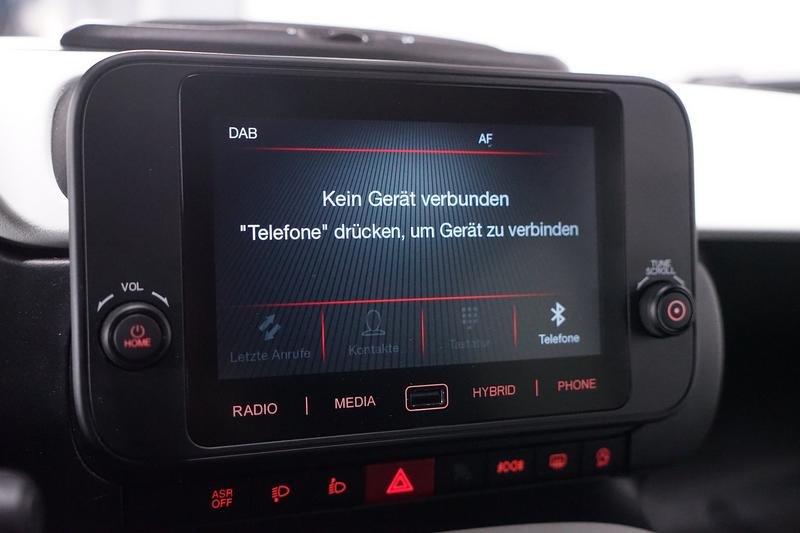 DAB AF
Kein Gerät verbunden
"Telefone" drücken, um Gerät zu verbinden
VOL
TUNE
SCROLL
HOME
Letzte Anrufe Kontakte Tastatur Telefone
RADIO | MEDIA HYBRID | PHONE
ASR
OFF